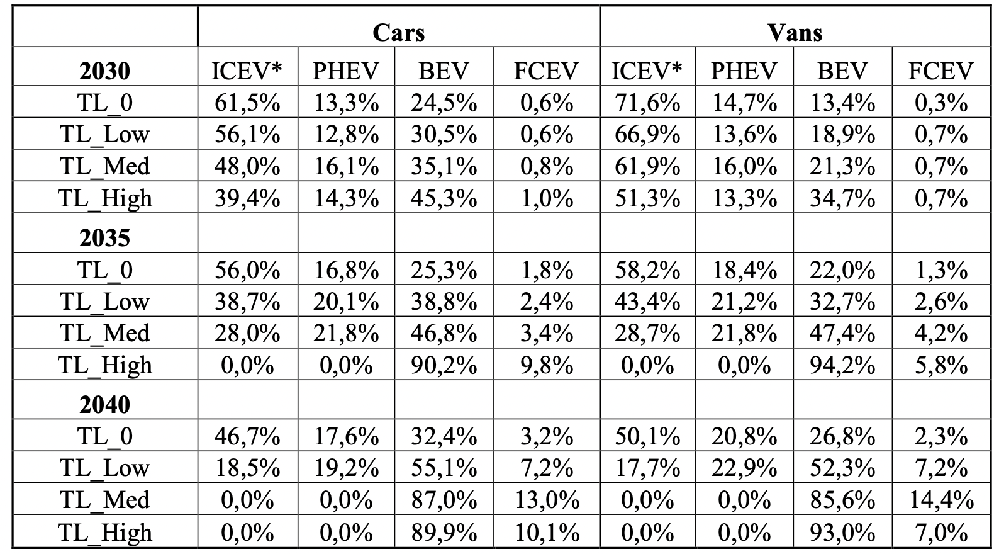 Cars Vans
2030 ICEV* PHEV BEV FCEV ICEV* PHEV BEV FCEV
TL_0 61,5% 13,3% 24,5% 0,6% 71,6% 14,7% 13,4% 0,3%
TL_Low 56,1% 12,8% 30,5% 0,6% 66,9% 13,6% 18,9% 0,7%
TL_Med 48,0% 16,1% 35,1% 0,8% 61,9% 16,0% 21,3% 0,7%
TL_High 39,4% 14,3% 45,3% 1,0% 51,3% 13,3% 34,7% 0,7%
2035
TL_0 56,0% 16,8% 25,3% 1,8% 58,2% 18,4% 22,0% 1,3%
TL_Low 38,7% 20,1% 38,8% 2,4% 43,4% 21,2% 32,7% 2,6%
TL_Med 28,0% 21,8% 46,8% 3,4% 28,7% 21,8% 47,4% 4,2%
TL_High 0,0% 0,0% 90,2% 9,8% 0,0% 0,0% 94,2% 5,8%
2040
TL_0 46,7% 17,6% 32,4% 3,2% 50,1% 20,8% 26,8% 2,3%
TL_Low 18,5% 19,2% 55,1% 7,2% 17,7% 22,9% 52,3% 7,2%
TL_Med 0,0% 0,0% 87,0% 13,0% 0,0% 0,0% 85,6% 14,4%
TL_High 0,0% 0,0% 89,9% 10,1% 0,0% 0,0% 93,0% 7,0%